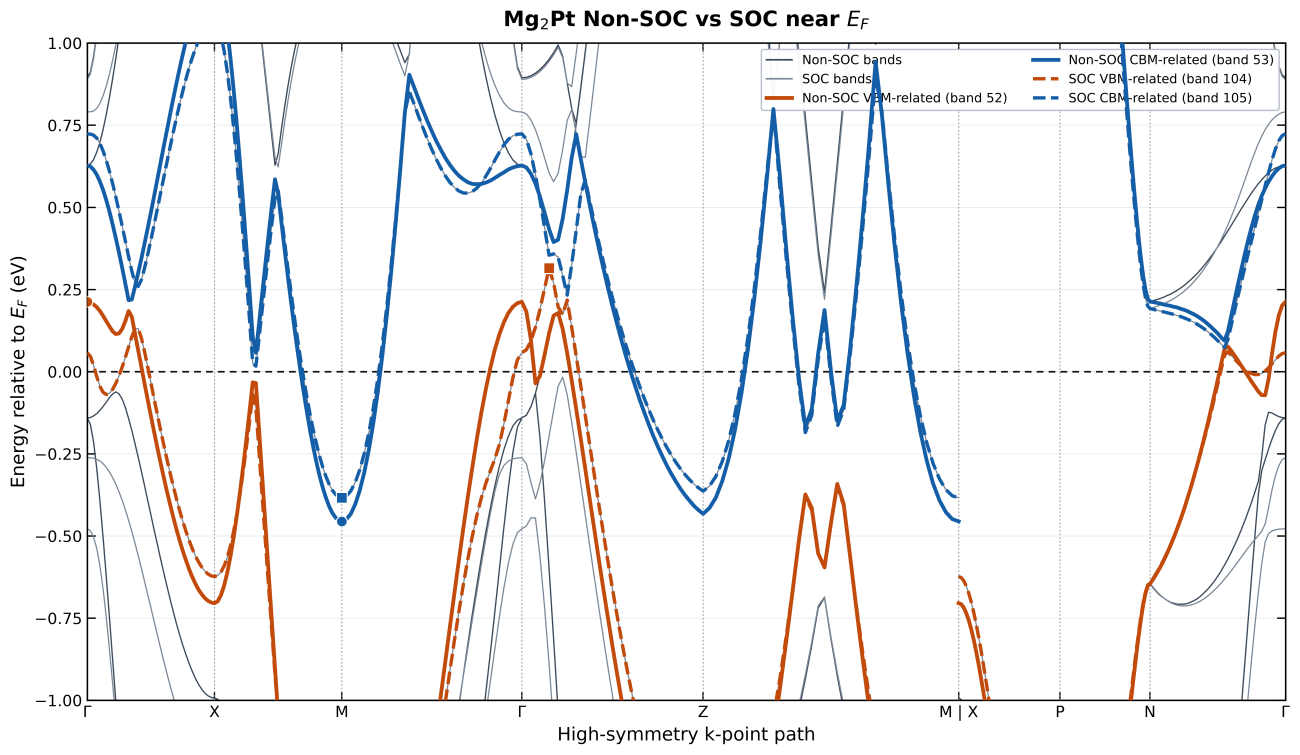 Mg₂Pt Non-SOC vs SOC near E_F
Energy relative to E_F (eV)
1.00
0.75
0.50
0.25
0.00
−0.25
−0.50
−0.75
−1.00
Non-SOC bands
SOC bands
Non-SOC VBM-related (band 52)
Non-SOC CBM-related (band 53)
SOC VBM-related (band 104)
SOC CBM-related (band 105)
Γ X M Γ Z M | X P N Γ
High-symmetry k-point path